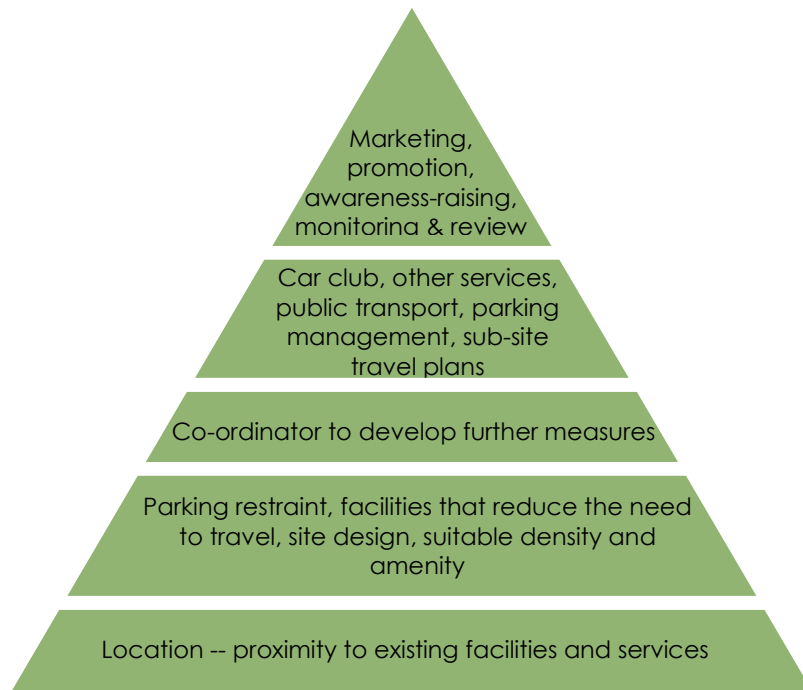 Marketing,
promotion,
awareness-raising,
monitoring & review
Car club, other services,
public transport, parking
management, sub-site
travel plans
Co-ordinator to develop further measures
Parking restraint, facilities that reduce the need
to travel, site design, suitable density and
amenity
Location -- proximity to existing facilities and services